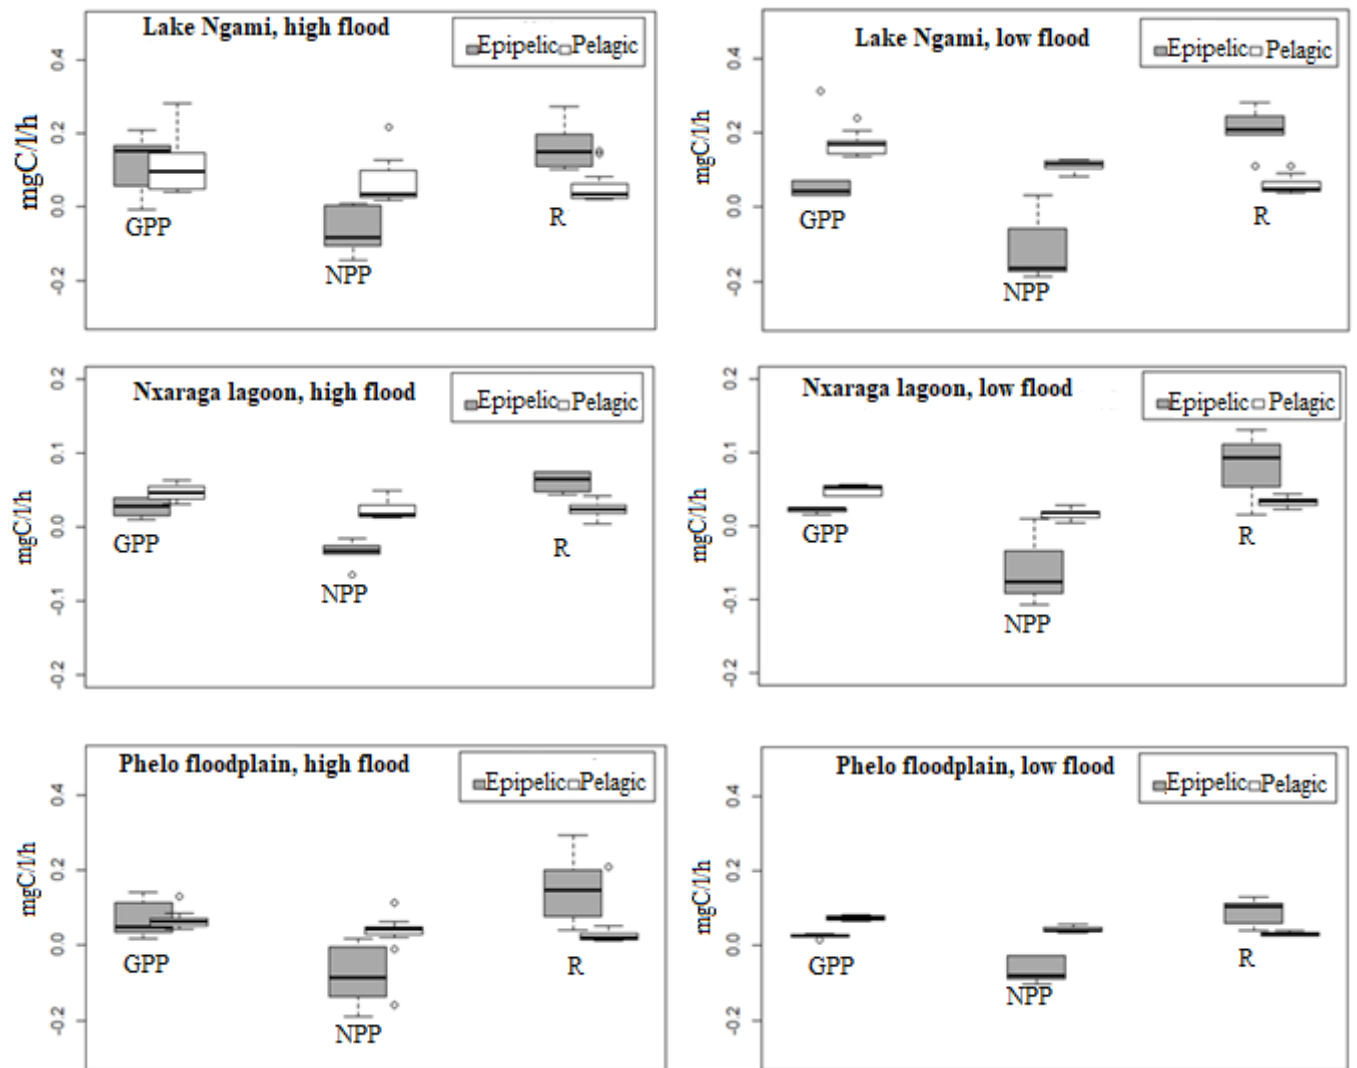 Lake Ngami, high flood
Epipelic Pelagic
mgC/l/h
0.4
0.2
0.0
-0.2
GPP
NPP
R
Lake Ngami, low flood
Epipelic Pelagic
mgC/l/h
0.4
0.2
0.0
-0.2
GPP
NPP
R
Nxaraga lagoon, high flood
Epipelic Pelagic
mgC/l/h
0.2
0.1
0.0
-0.1
-0.2
GPP
NPP
R
Nxaraga lagoon, low flood
Epipelic Pelagic
mgC/l/h
0.2
0.1
0.0
-0.1
-0.2
GPP
NPP
R
Phelo floodplain, high flood
Epipelic Pelagic
mgC/l/h
0.4
0.2
0.0
-0.2
GPP
NPP
R
Phelo floodplain, low flood
Epipelic Pelagic
mgC/l/h
0.4
0.2
0.0
-0.2
GPP
NPP
R